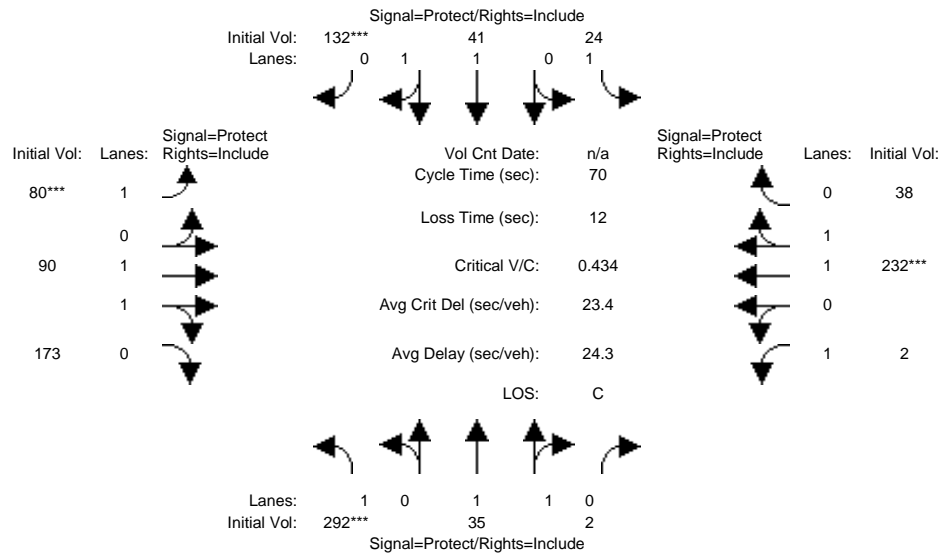 Signal=Protect/Rights=Include
Initial Vol: 132*** 41 24
Lanes: 0 1 1 0 1
Signal=Protect Signal=Protect
Initial Vol: Lanes: Rights=Include Vol Cnt Date: n/a Rights=Include Lanes: Initial Vol:
Cycle Time (sec): 70
80*** 1 0 38
Loss Time (sec): 12
0 1
90 1 Critical V/C: 0.434 1 232***
1 Avg Crit Del (sec/veh): 23.4 0
173 0 Avg Delay (sec/veh): 24.3 1 2
LOS: C
Lanes: 1 0 1 1 0
Initial Vol: 292*** 35 2
Signal=Protect/Rights=Include